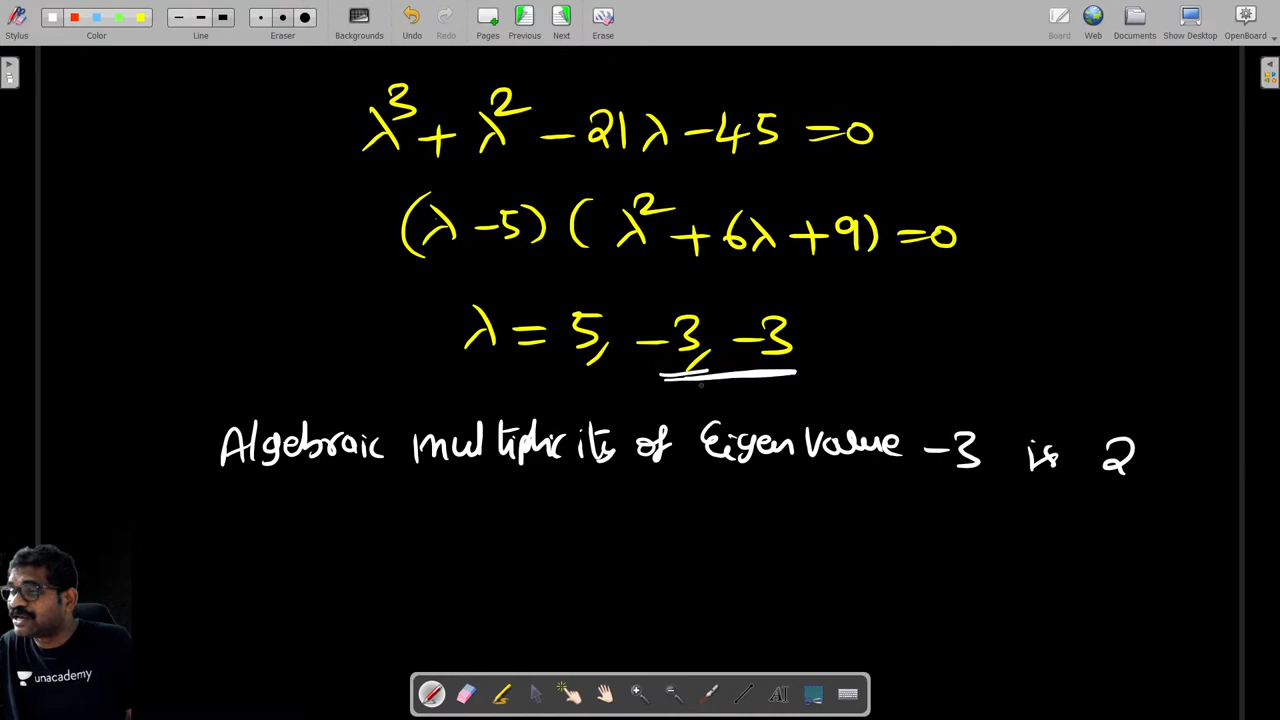 Stylus Color Line Eraser Backgrounds Undo Redo Pages Previous Next Erase Board Web Documents Show Desktop OpenBoard
λ³ + λ² - 21λ - 45 = 0
(λ - 5) (λ² + 6λ + 9) = 0
λ = 5, -3, -3
Algebraic multiplicity of Eigen Value -3 is 2
unacademy